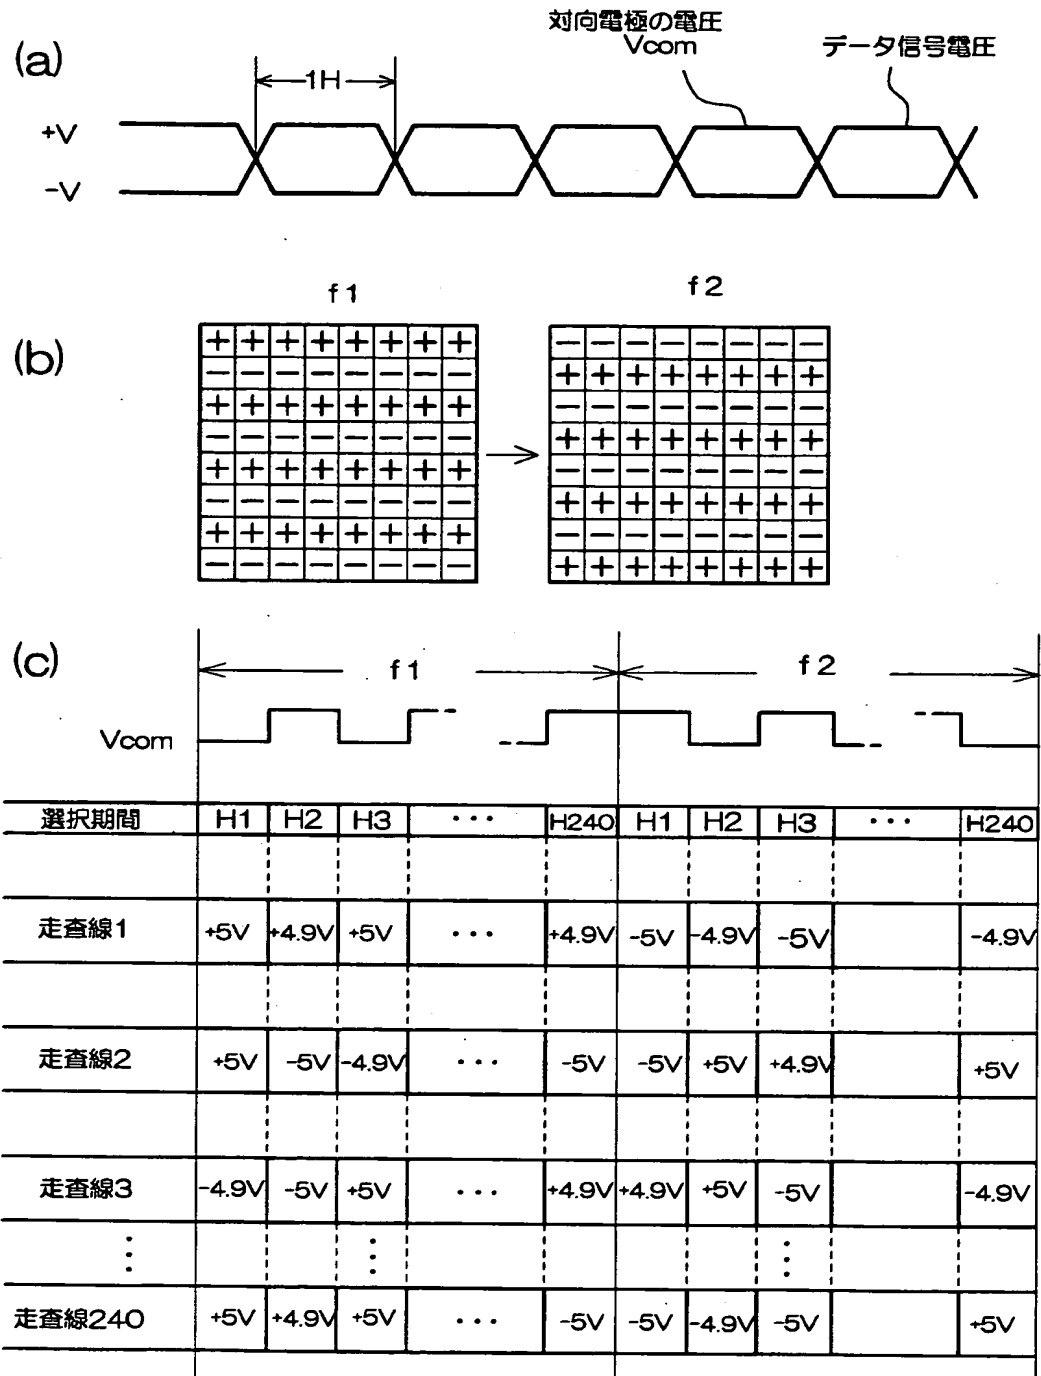 (a)
対向電極の電圧
Vcom
データ信号電圧
1H
+V
-V
(b)
f1
f2
+ + + + + + + +
- - - - - - - -
+ + + + + + + +
- - - - - - - -
+ + + + + + + +
- - - - - - - -
+ + + + + + + +
- - - - - - - -
- - - - - - - -
+ + + + + + + +
- - - - - - - -
+ + + + + + + +
- - - - - - - -
+ + + + + + + +
- - - - - - - -
+ + + + + + + +
(c)
f1
f2
Vcom
選択期間 H1 H2 H3 ... H240 H1 H2 H3 ... H240
走査線1 +5V +4.9V +5V ... +4.9V -5V -4.9V -5V -4.9V
走査線2 +5V -5V -4.9V ... -5V -5V +5V +4.9V +5V
走査線3 -4.9V -5V +5V ... +4.9V +4.9V +5V -5V -4.9V
走査線240 +5V +4.9V +5V ... -5V -5V -4.9V -5V +5V